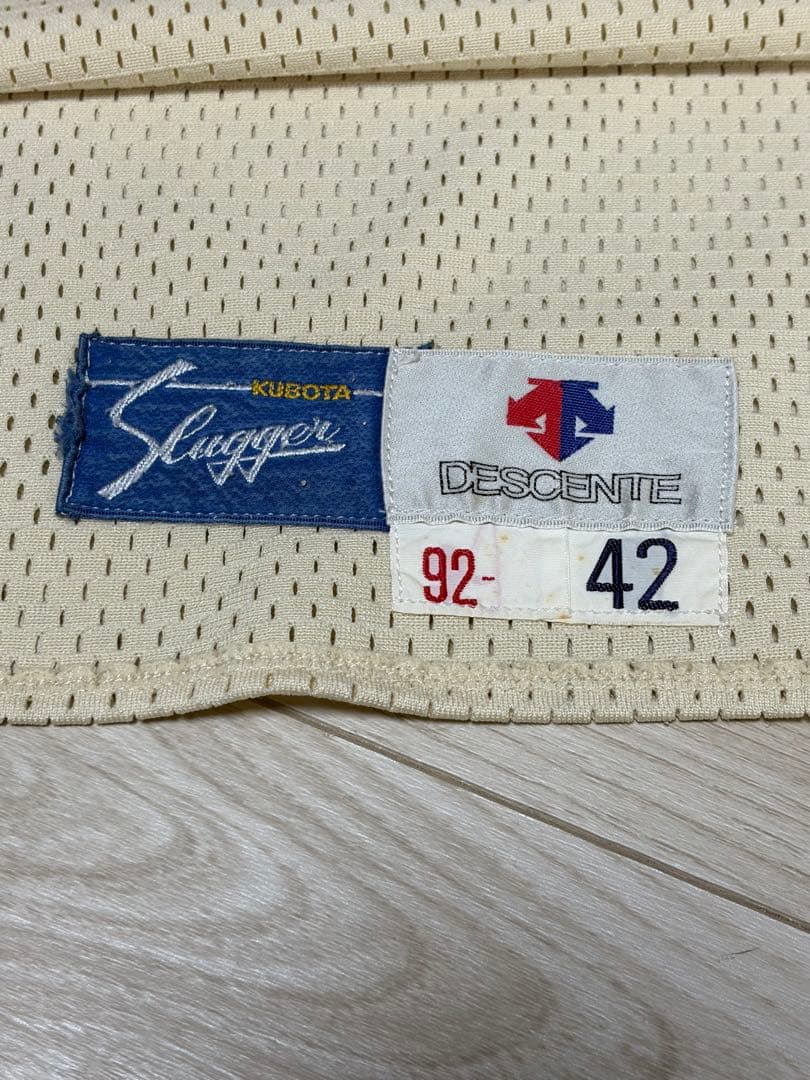 KUBOTA
Slugger
DESCENTE
92-
42